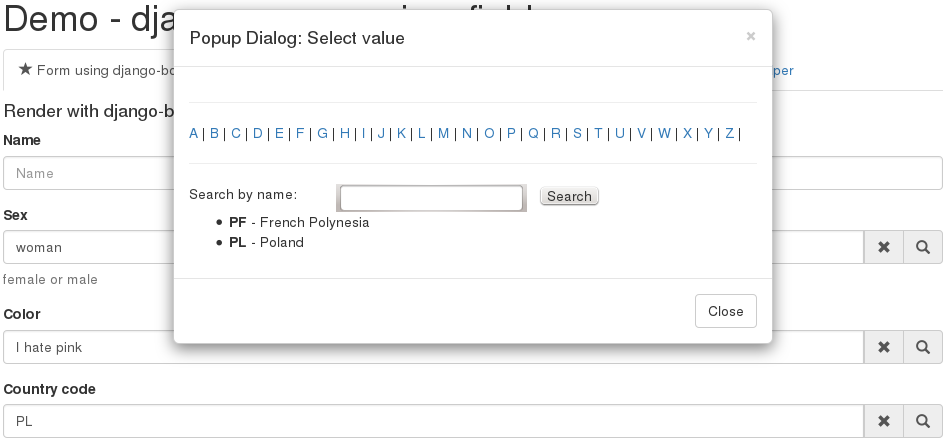 Demo - dja
Popup Dialog: Select value
×
Form using django-bo
per
Render with django-b
A | B | C | D | E | F | G | H | I | J | K | L | M | N | O | P | Q | R | S | T | U | V | W | X | Y | Z |
Name
Name
Search by name:
Search
Sex
PF - French Polynesia
PL - Poland
woman
female or male
Close
Color
I hate pink
Country code
PL